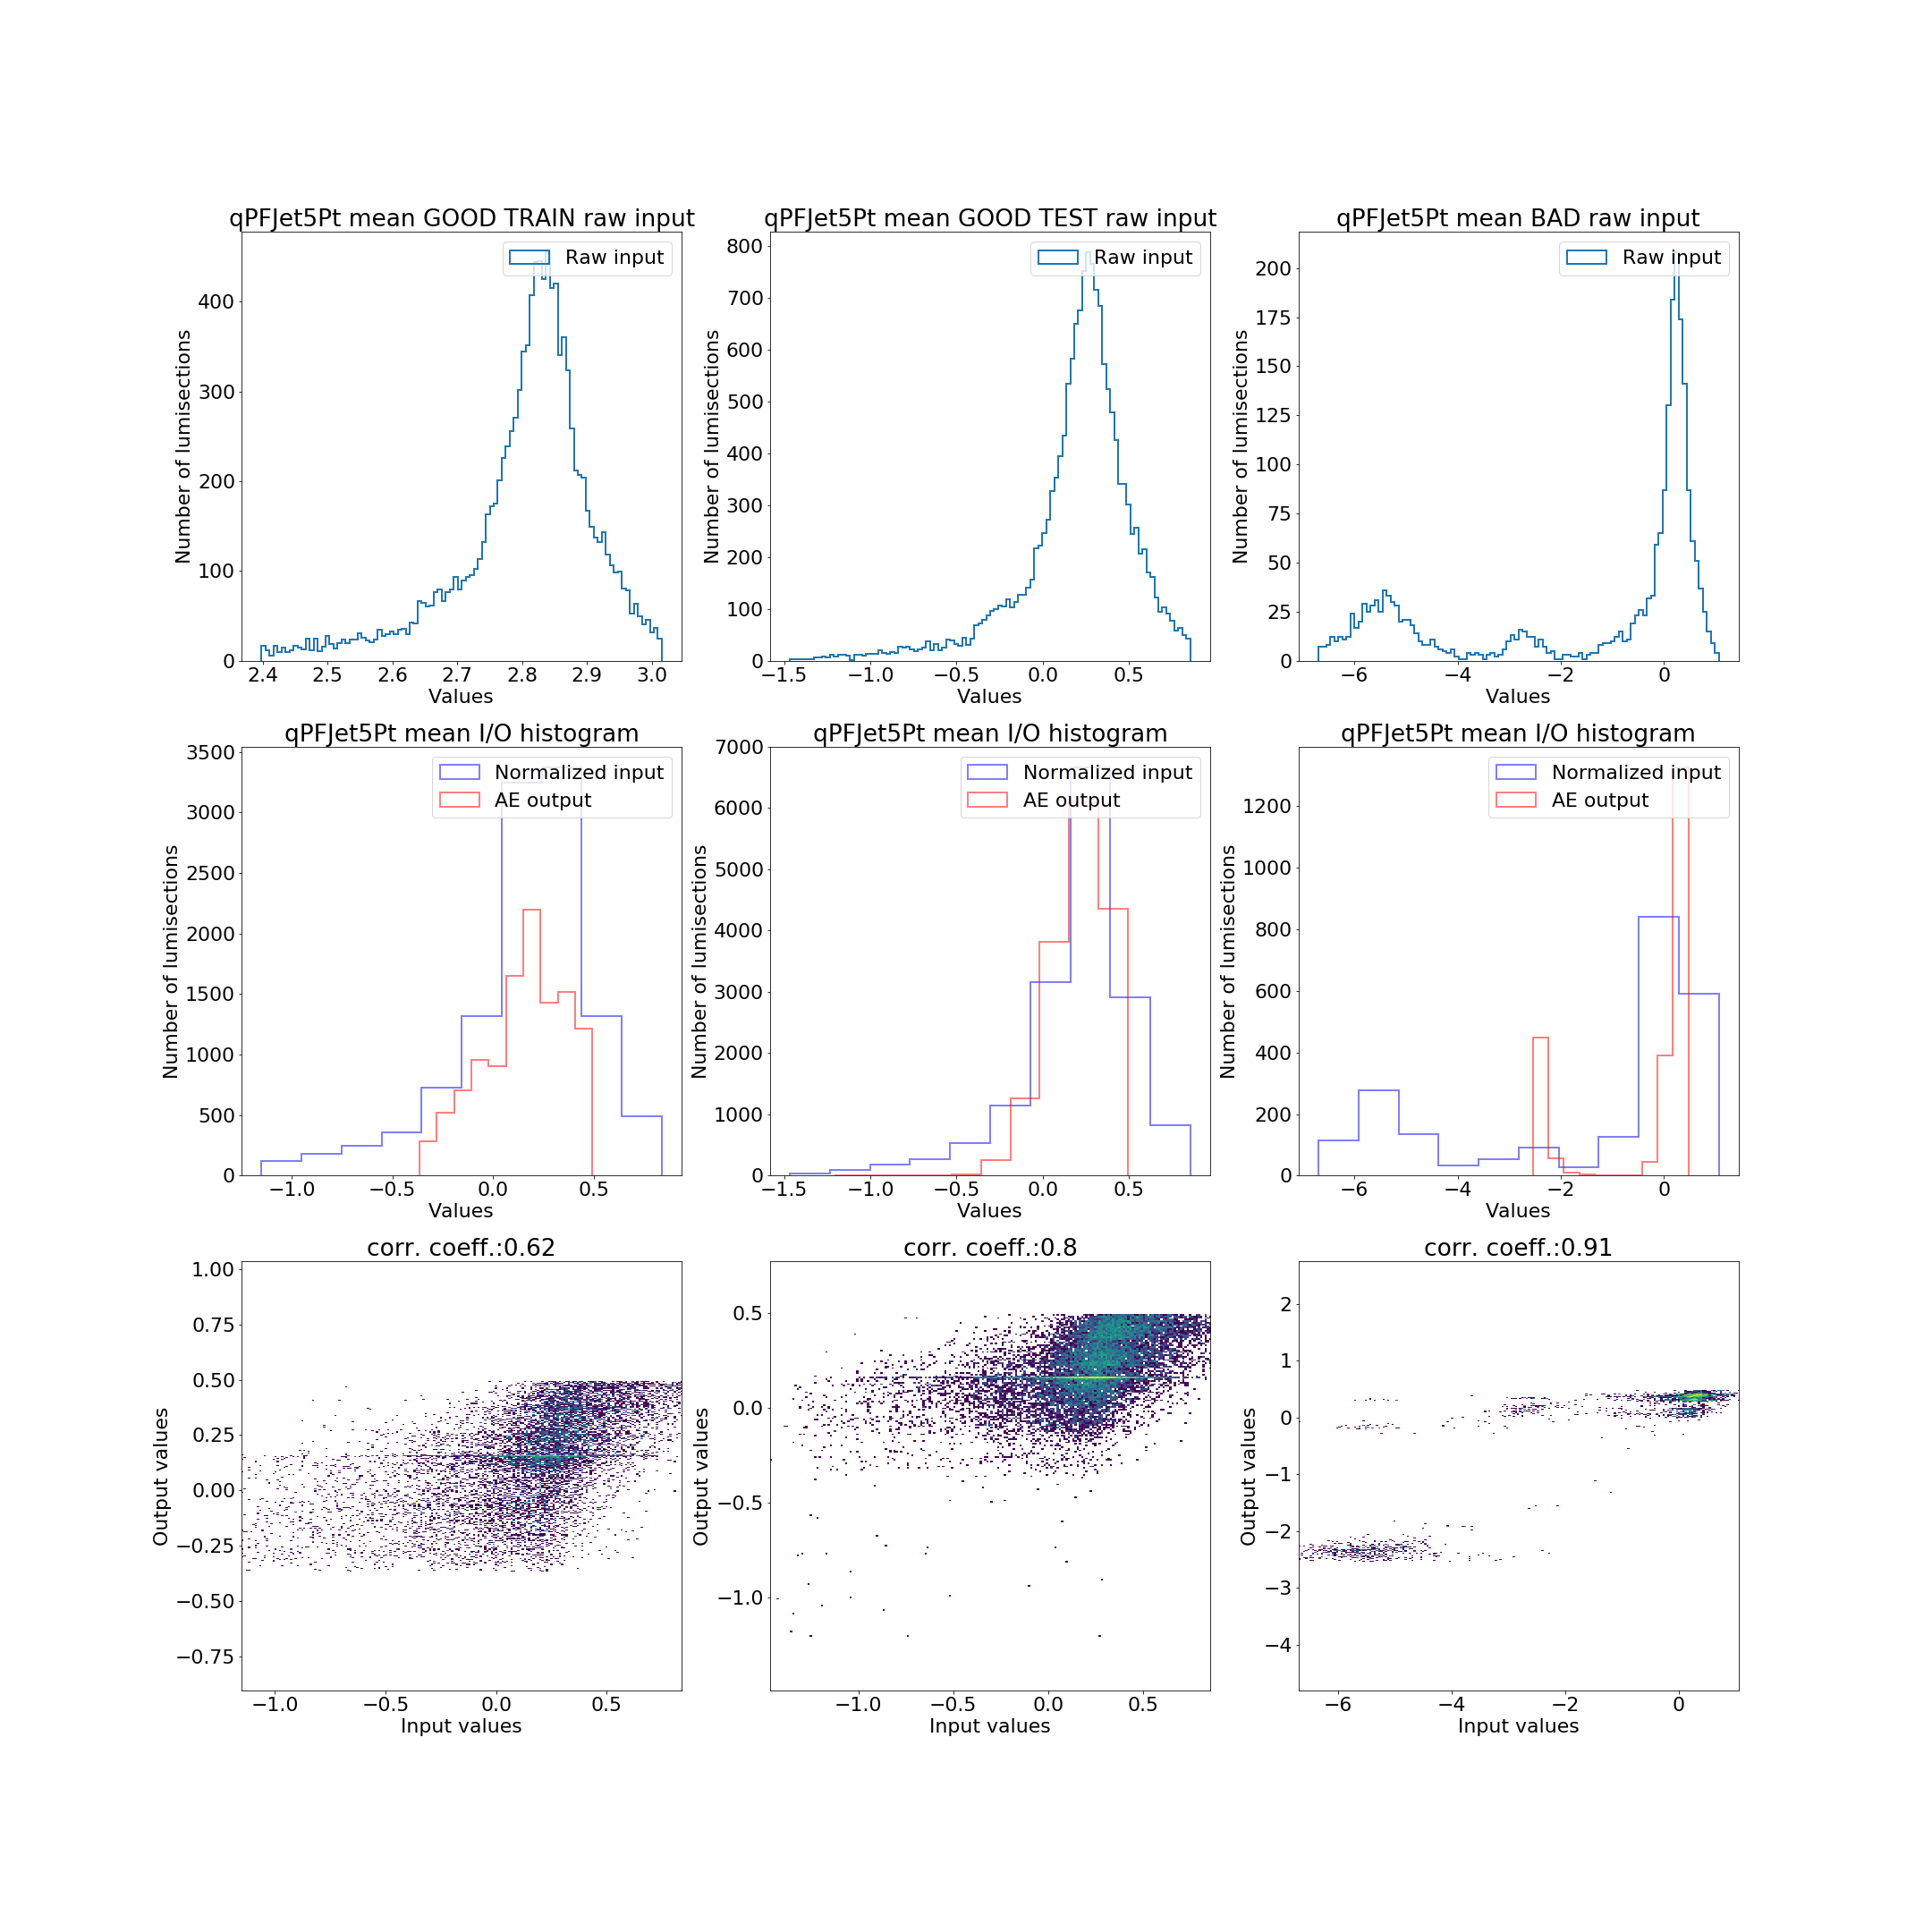 qPFJet5Pt mean GOOD TRAIN raw input
Raw input
Number of lumisections
400
300
200
100
0
2.4 2.5 2.6 2.7 2.8 2.9 3.0
Values
qPFJet5Pt mean GOOD TEST raw input
Raw input
Number of lumisections
800
700
600
500
400
300
200
100
0
−1.5 −1.0 −0.5 0.0 0.5
Values
qPFJet5Pt mean BAD raw input
Raw input
Number of lumisections
200
175
150
125
100
75
50
25
0
−6 −4 −2 0
Values
qPFJet5Pt mean I/O histogram
Normalized input
AE output
Number of lumisections
3500
3000
2500
2000
1500
1000
500
0
−1.0 −0.5 0.0 0.5
Values
qPFJet5Pt mean I/O histogram
Normalized input
AE output
Number of lumisections
7000
6000
5000
4000
3000
2000
1000
0
−1.5 −1.0 −0.5 0.0 0.5
Values
qPFJet5Pt mean I/O histogram
Normalized input
AE output
Number of lumisections
1200
1000
800
600
400
200
0
−6 −4 −2 0
Values
corr. coeff.:0.62
Output values
1.00
0.75
0.50
0.25
0.00
−0.25
−0.50
−0.75
−1.0 −0.5 0.0 0.5
Input values
corr. coeff.:0.8
Output values
0.5
0.0
−0.5
−1.0
−1.0 −0.5 0.0 0.5
Input values
corr. coeff.:0.91
Output values
2
1
0
−1
−2
−3
−4
−6 −4 −2 0
Input values